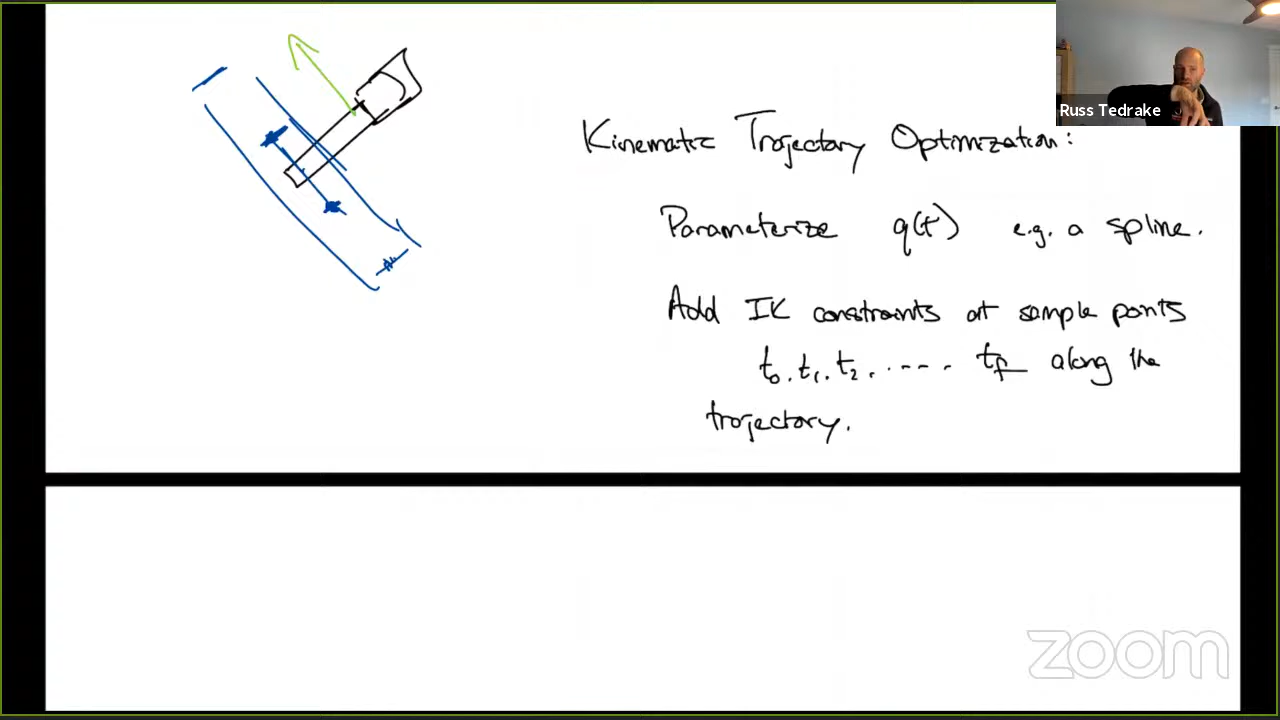 Russ Tedrake
Kinematic Trajectory Optimization:
Parameterize q(t) e.g. a spline.
Add IK constraints at sample points
t₀, t₁, t₂, ..... t_f along the
trajectory.
zoom